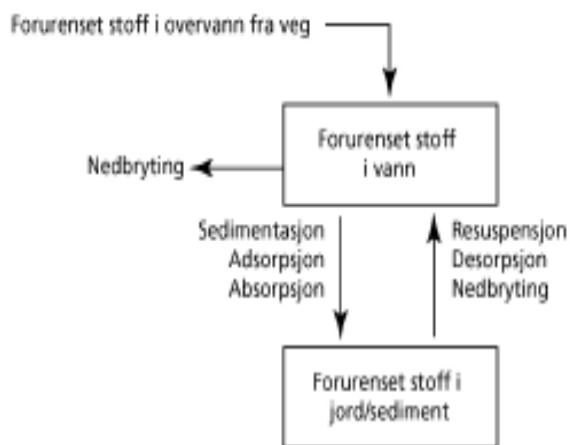 Forurenset stoff i overvann fra veg
Forurenset stoff
i vann
Nedbryting
Sedimentasjon
Adsorpsjon
Absorpsjon
Resuspensjon
Desorpsjon
Nedbryting
Forurenset stoff i
jord/sediment